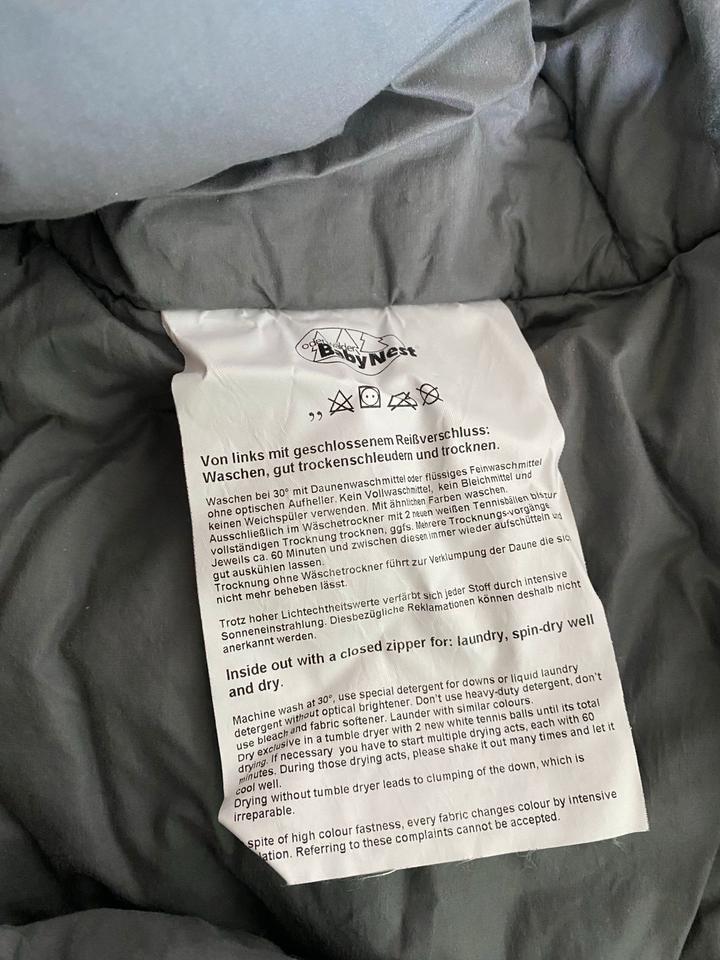 odenwälder
BabyNest
Von links mit geschlossenem Reißverschluss:
Waschen, gut trockenschleudern und trocknen.
Waschen bei 30° mit Daunenwaschmittel oder flüssiges Feinwaschmittel
ohne optischen Aufheller. Kein Vollwaschmittel, kein Bleichmittel und
keinen Weichspüler verwenden. Mit ähnlichen Farben waschen.
Ausschließlich im Wäschetrockner mit 2 neuen weißen Tennisbällen bis zur
vollständigen Trocknung trocknen, ggfs. Mehrere Trocknungs-vorgänge
Jeweils ca. 60 Minuten und zwischen diesen immer wieder aufschütteln und
gut auskühlen lassen.
Trocknung ohne Wäschetrockner führt zur Verklumpung der Daune die sic
nicht mehr beheben lässt.
Trotz hoher Lichtechtheitswerte verfärbt sich jeder Stoff durch intensive
Sonneneinstrahlung. Diesbezügliche Reklamationen können deshalb nicht
anerkannt werden.
Inside out with a closed zipper for: laundry, spin-dry well
and dry.
Machine wash at 30°, use special detergent for downs or liquid laundry
detergent without optical brightener. Don't use heavy-duty detergent, don't
use bleach and fabric softener. Launder with similar colours.
Dry exclusive in a tumble dryer with 2 new white tennis balls until its total
drying. If necessary you have to start multiple drying acts, each with 60
minutes. During those drying acts, please shake it out many times and let it
cool well.
Drying without tumble dryer leads to clumping of the down, which is
irreparable.
spite of high colour fastness, every fabric changes colour by intensive
lation. Referring to these complaints cannot be accepted.